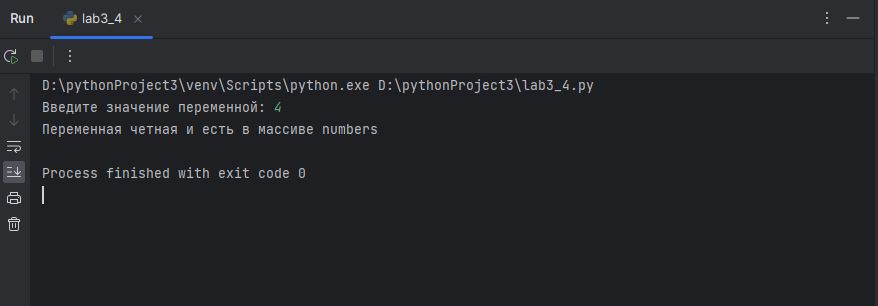 Run lab3_4
D:\pythonProject3\venv\Scripts\python.exe D:\pythonProject3\lab3_4.py
Введите значение переменной: 4
Переменная четная и есть в массиве numbers
Process finished with exit code 0